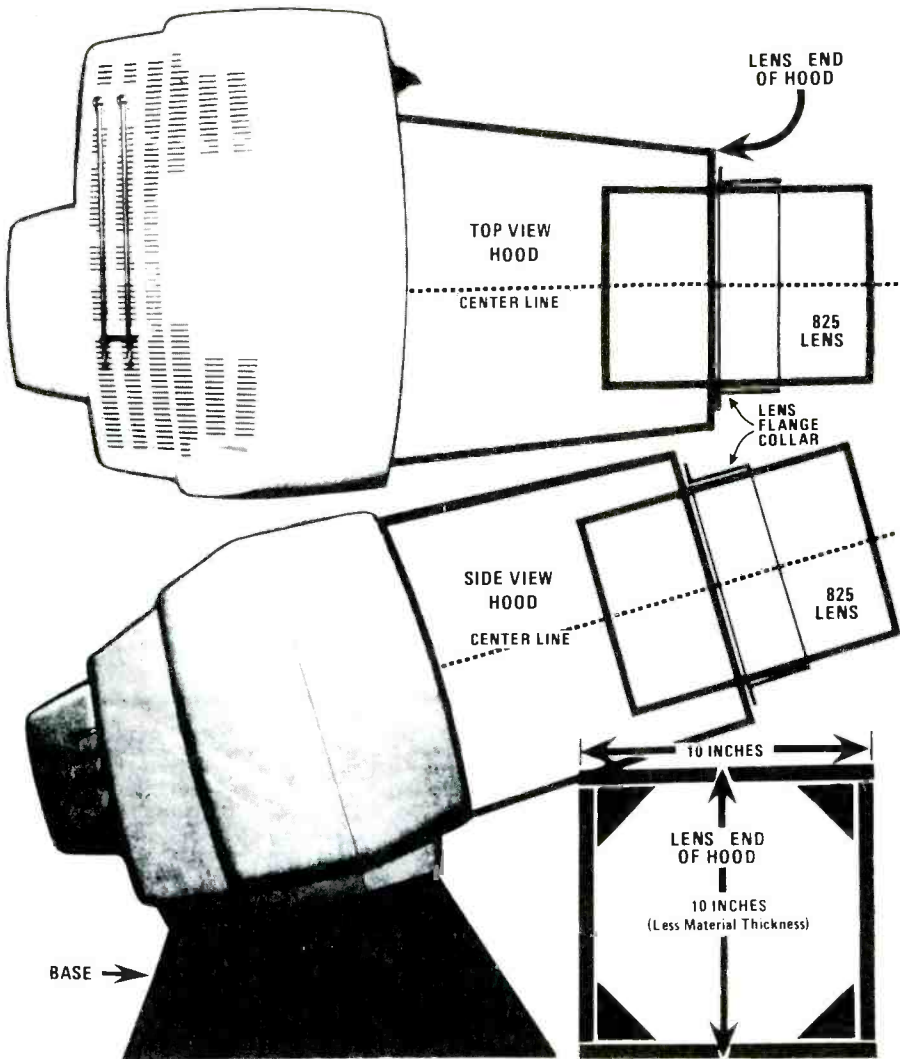 LENS END
OF HOOD
TOP VIEW
HOOD
CENTER LINE
825
LENS
LENS
FLANGE
COLLAR
SIDE VIEW
HOOD
CENTER LINE
825
LENS
10 INCHES
LENS END
OF HOOD
10 INCHES
(Less Material Thickness)
BASE